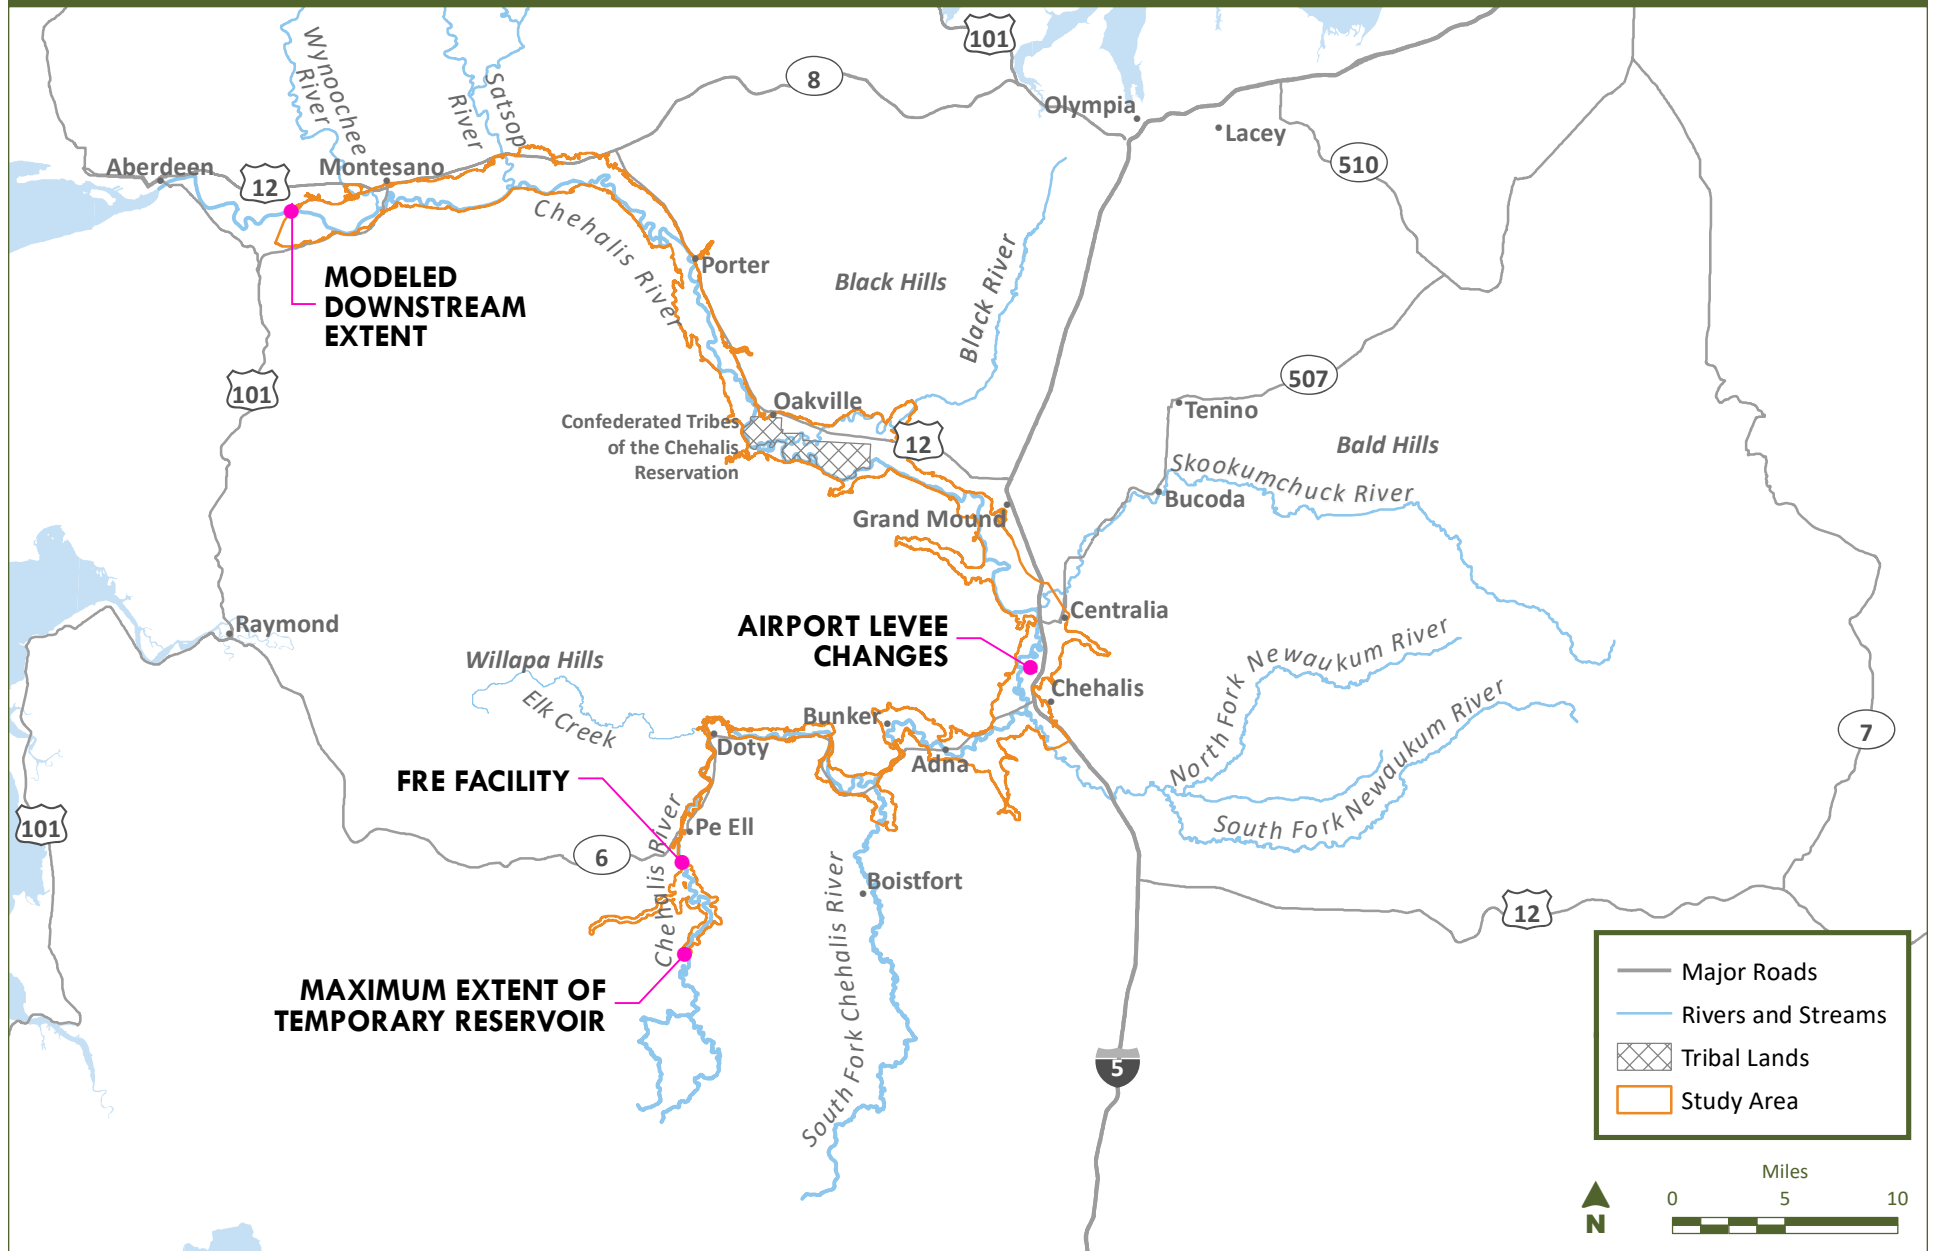 101
8
Olympia
Lacey
510
Wynoochee
River
Satsop
River
Aberdeen
12
Montesano
Chehalis River
Porter
Black Hills
Black River
MODELED
DOWNSTREAM
EXTENT
101
507
Tenino
Oakville
Confederated Tribes
of the Chehalis
Reservation
12
Bald Hills
Skookumchuck River
Bucoda
Grand Mound
Raymond
Centralia
AIRPORT LEVEE
CHANGES
Willapa Hills
Elk Creek
Chehalis
North Fork Newaukum River
South Fork Newaukum River
7
Bunker
Doty
Adna
FRE FACILITY
Pe Ell
101
6
Chehalis River
Boistfort
South Fork Chehalis River
12
MAXIMUM EXTENT OF
TEMPORARY RESERVOIR
5
Major Roads
Rivers and Streams
Tribal Lands
Study Area
Miles
0 5 10
N